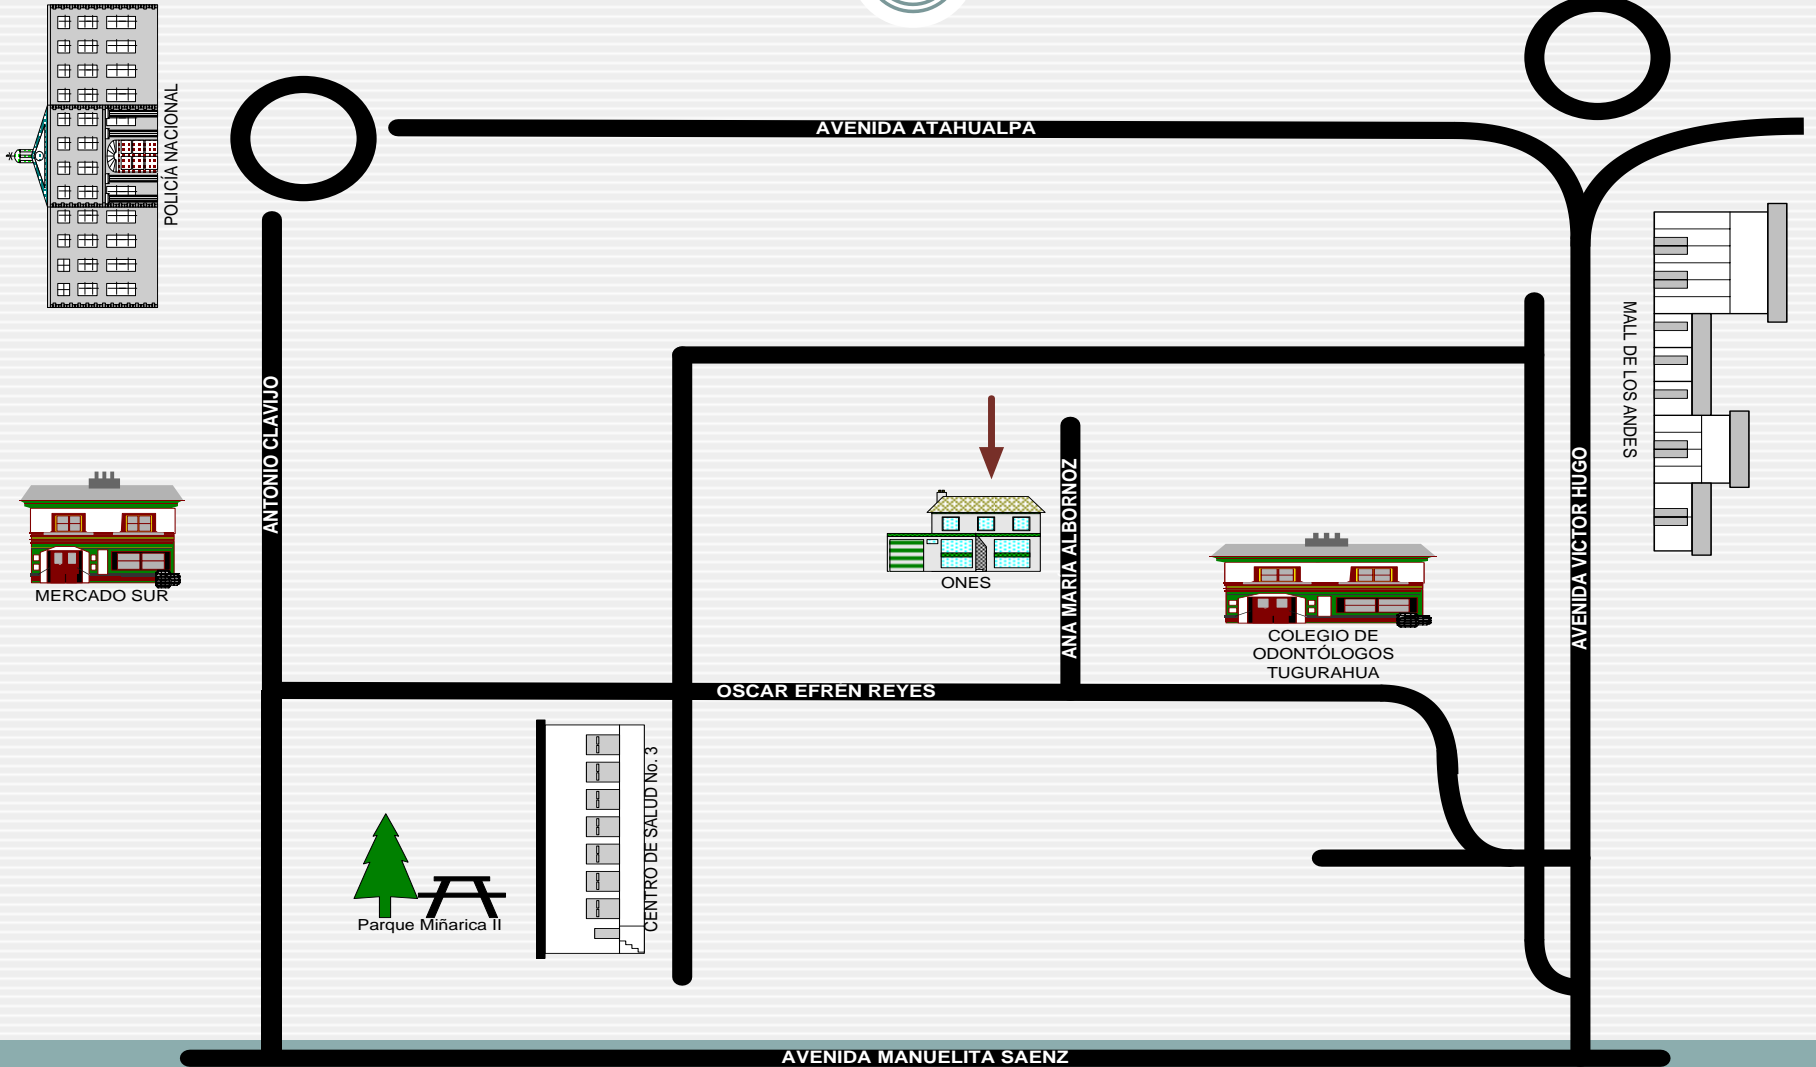 POLICÍA NACIONAL
AVENIDA ATAHUALPA
MALL DE LOS ANDES
ANTONIO CLAVIJO
ANA MARIA ALBORNOZ
AVENIDA VICTOR HUGO
MERCADO SUR
ONES
COLEGIO DE
ODONTÓLOGOS
TUGURAHUA
OSCAR EFRÉN REYES
CENTRO DE SALUD No. 3
Parque Miñarica II
AVENIDA MANUELITA SAENZ